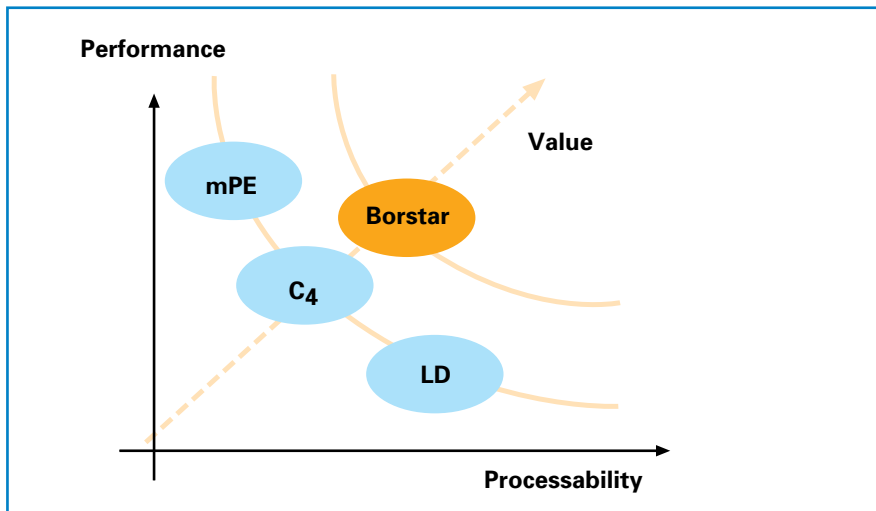 Performance
Value
mPE
Borstar
C4
LD
Processability